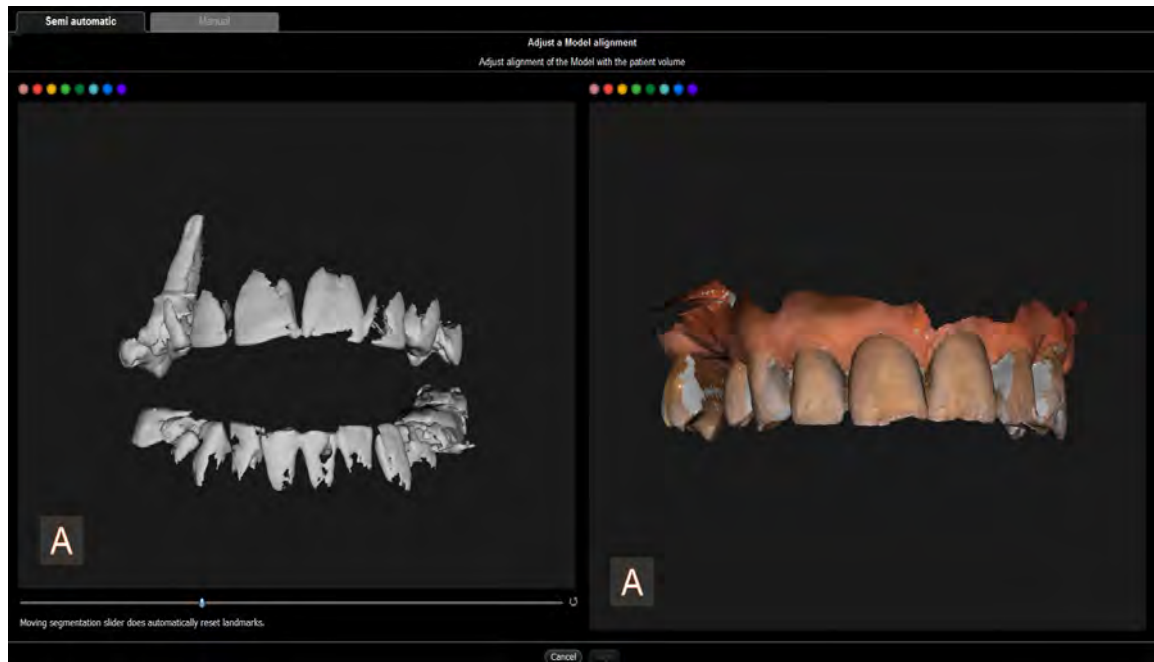 Semi automatic
Manual
Adjust a Model alignment
Adjust alignment of the Model with the patient volume
A
A
Moving segmentation slider does automatically reset landmarks.
Cancel